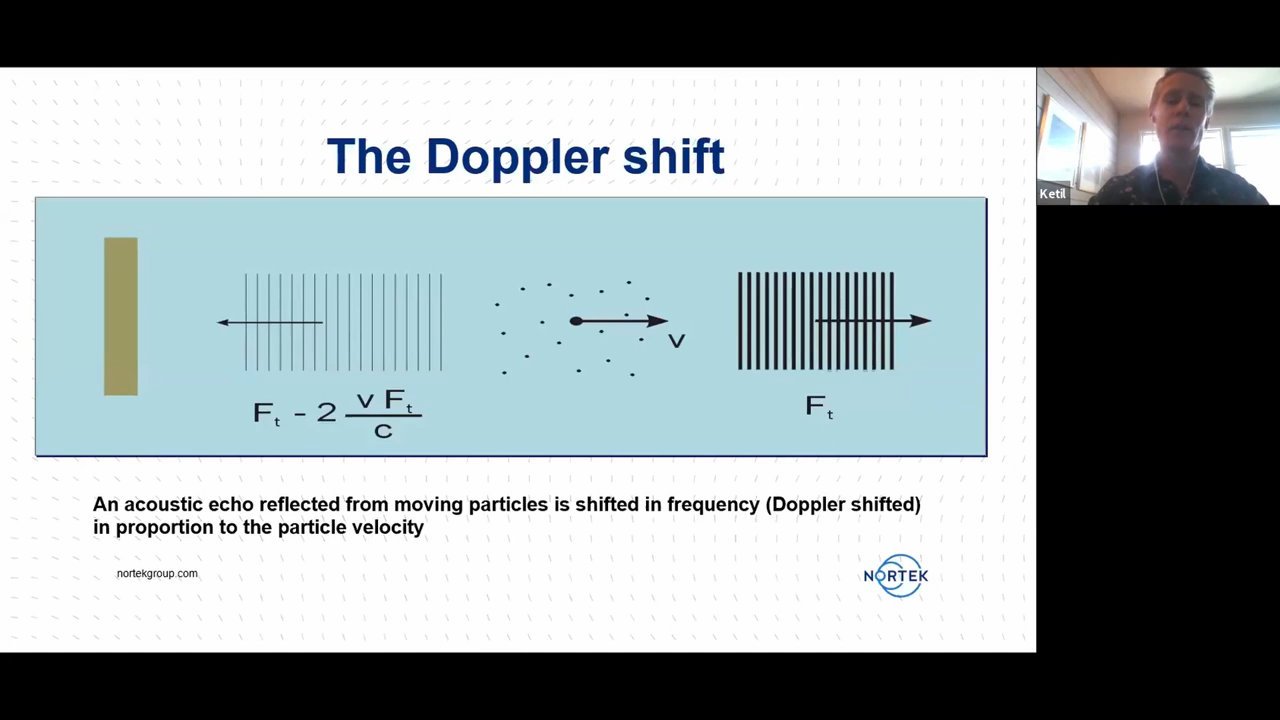 The Doppler shift
Ketil
v
F_t - 2 v F_t / c
F_t
An acoustic echo reflected from moving particles is shifted in frequency (Doppler shifted)
in proportion to the particle velocity
nortekgroup.com
NORTEK